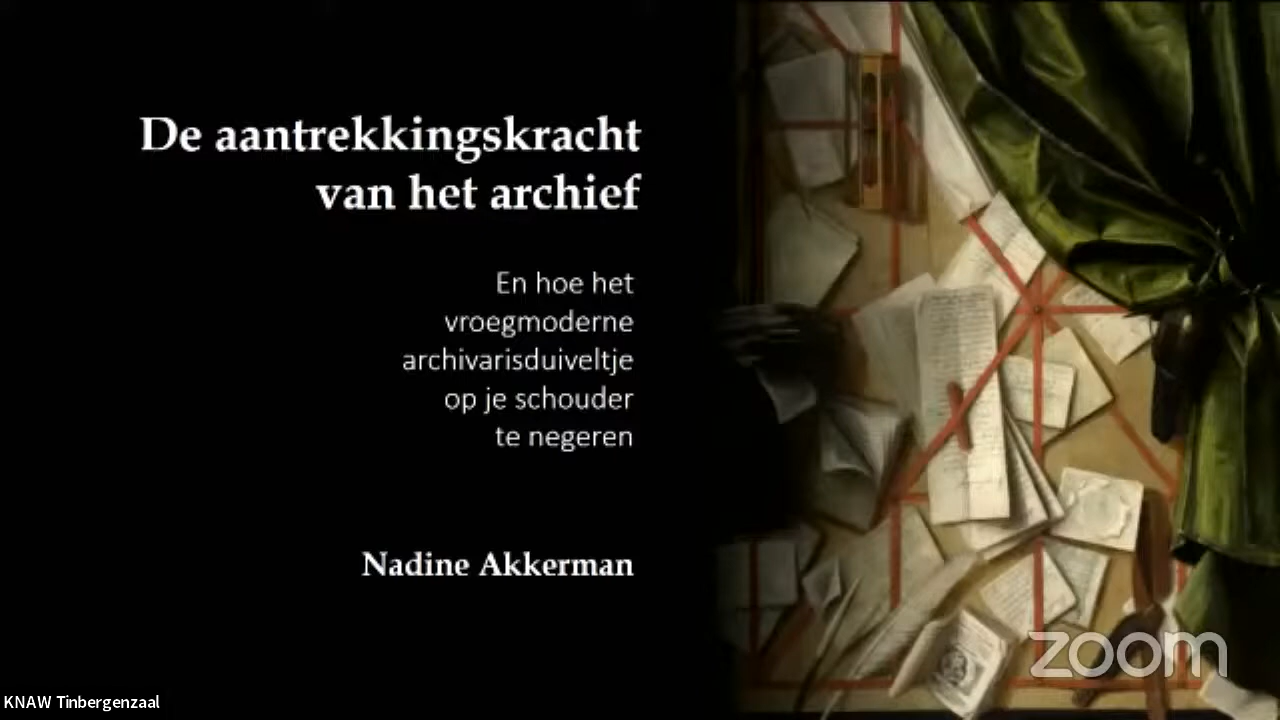 De aantrekkingskracht
van het archief
En hoe het
vroegmoderne
archivarisduiveltje
op je schouder
te negeren
Nadine Akkerman
zoom
KNAW Tinbergenzaal